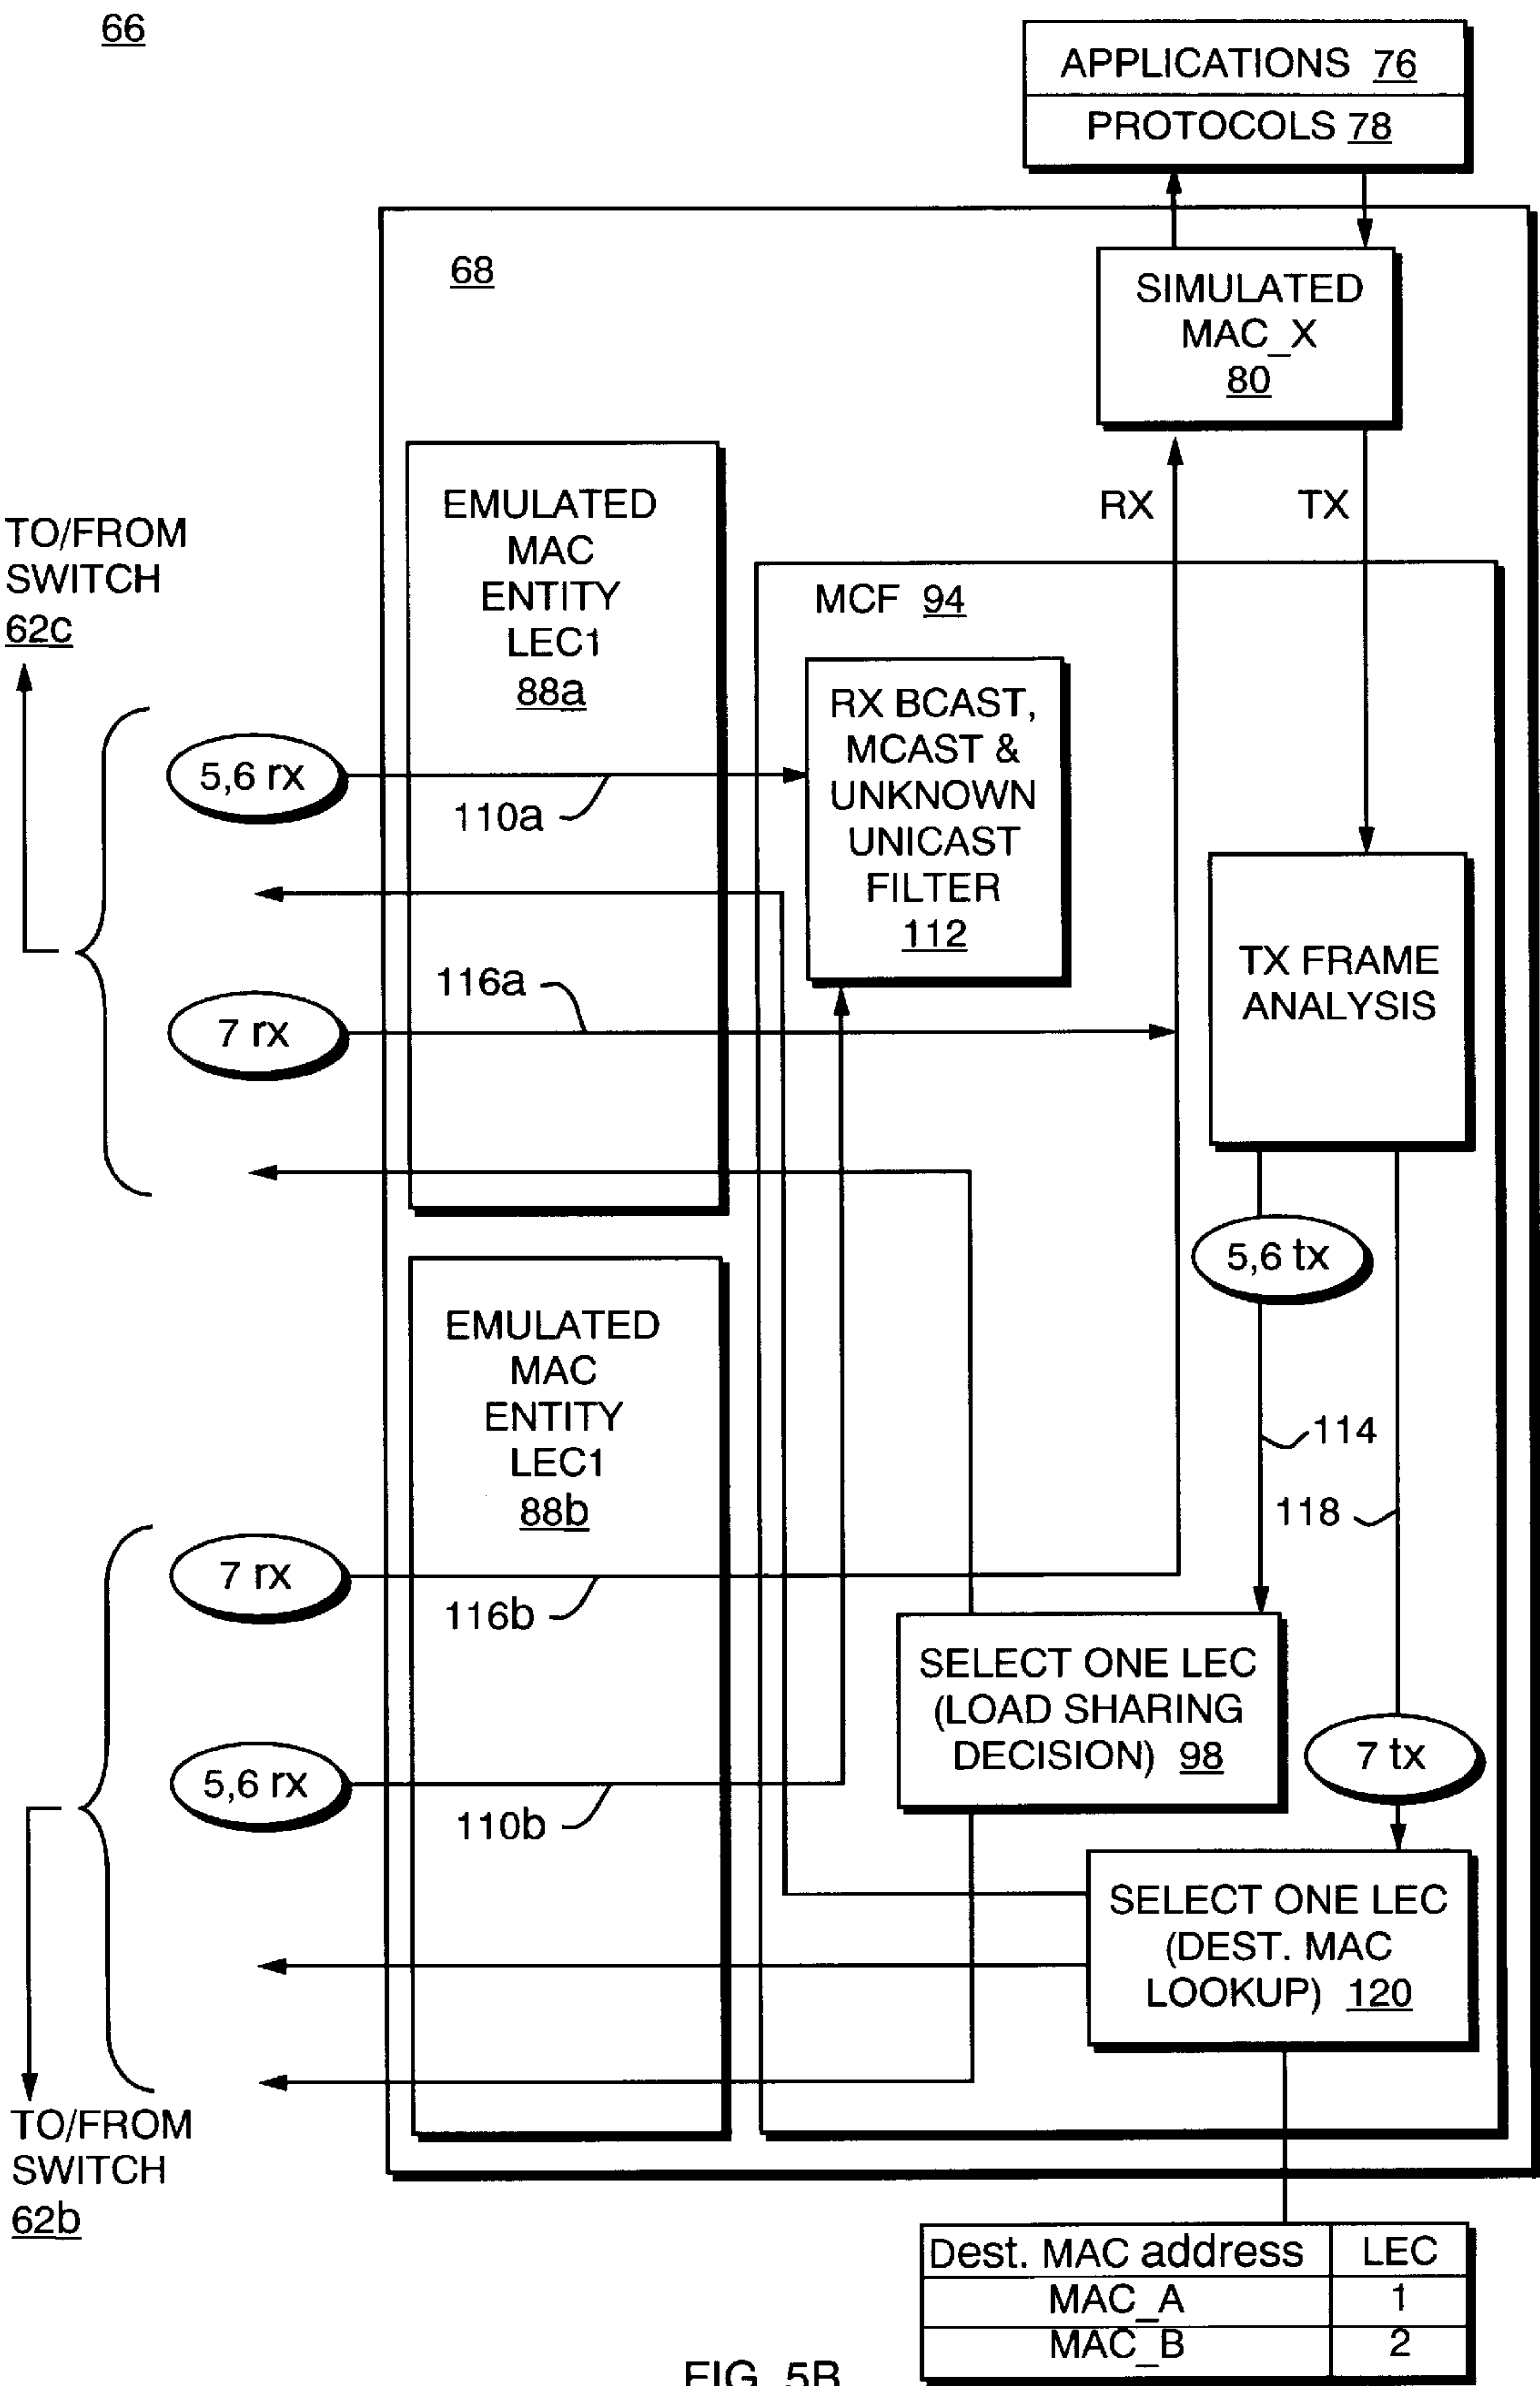 66
APPLICATIONS 76
PROTOCOLS 78
68
SIMULATED
MAC_X
80
RX
TX
TO/FROM
SWITCH
62c
EMULATED
MAC
ENTITY
LEC1
88a
MCF 94
RX BCAST,
MCAST &
UNKNOWN
UNICAST
FILTER
112
5,6 rx
110a
TX FRAME
ANALYSIS
116a
7 rx
5,6 tx
EMULATED
MAC
ENTITY
LEC1
88b
114
118
7 rx
116b
SELECT ONE LEC
(LOAD SHARING
DECISION) 98
7 tx
5,6 rx
110b
SELECT ONE LEC
(DEST. MAC
LOOKUP) 120
TO/FROM
SWITCH
62b
Dest. MAC address LEC
MAC_A 1
MAC_B 2
FIG. 5B